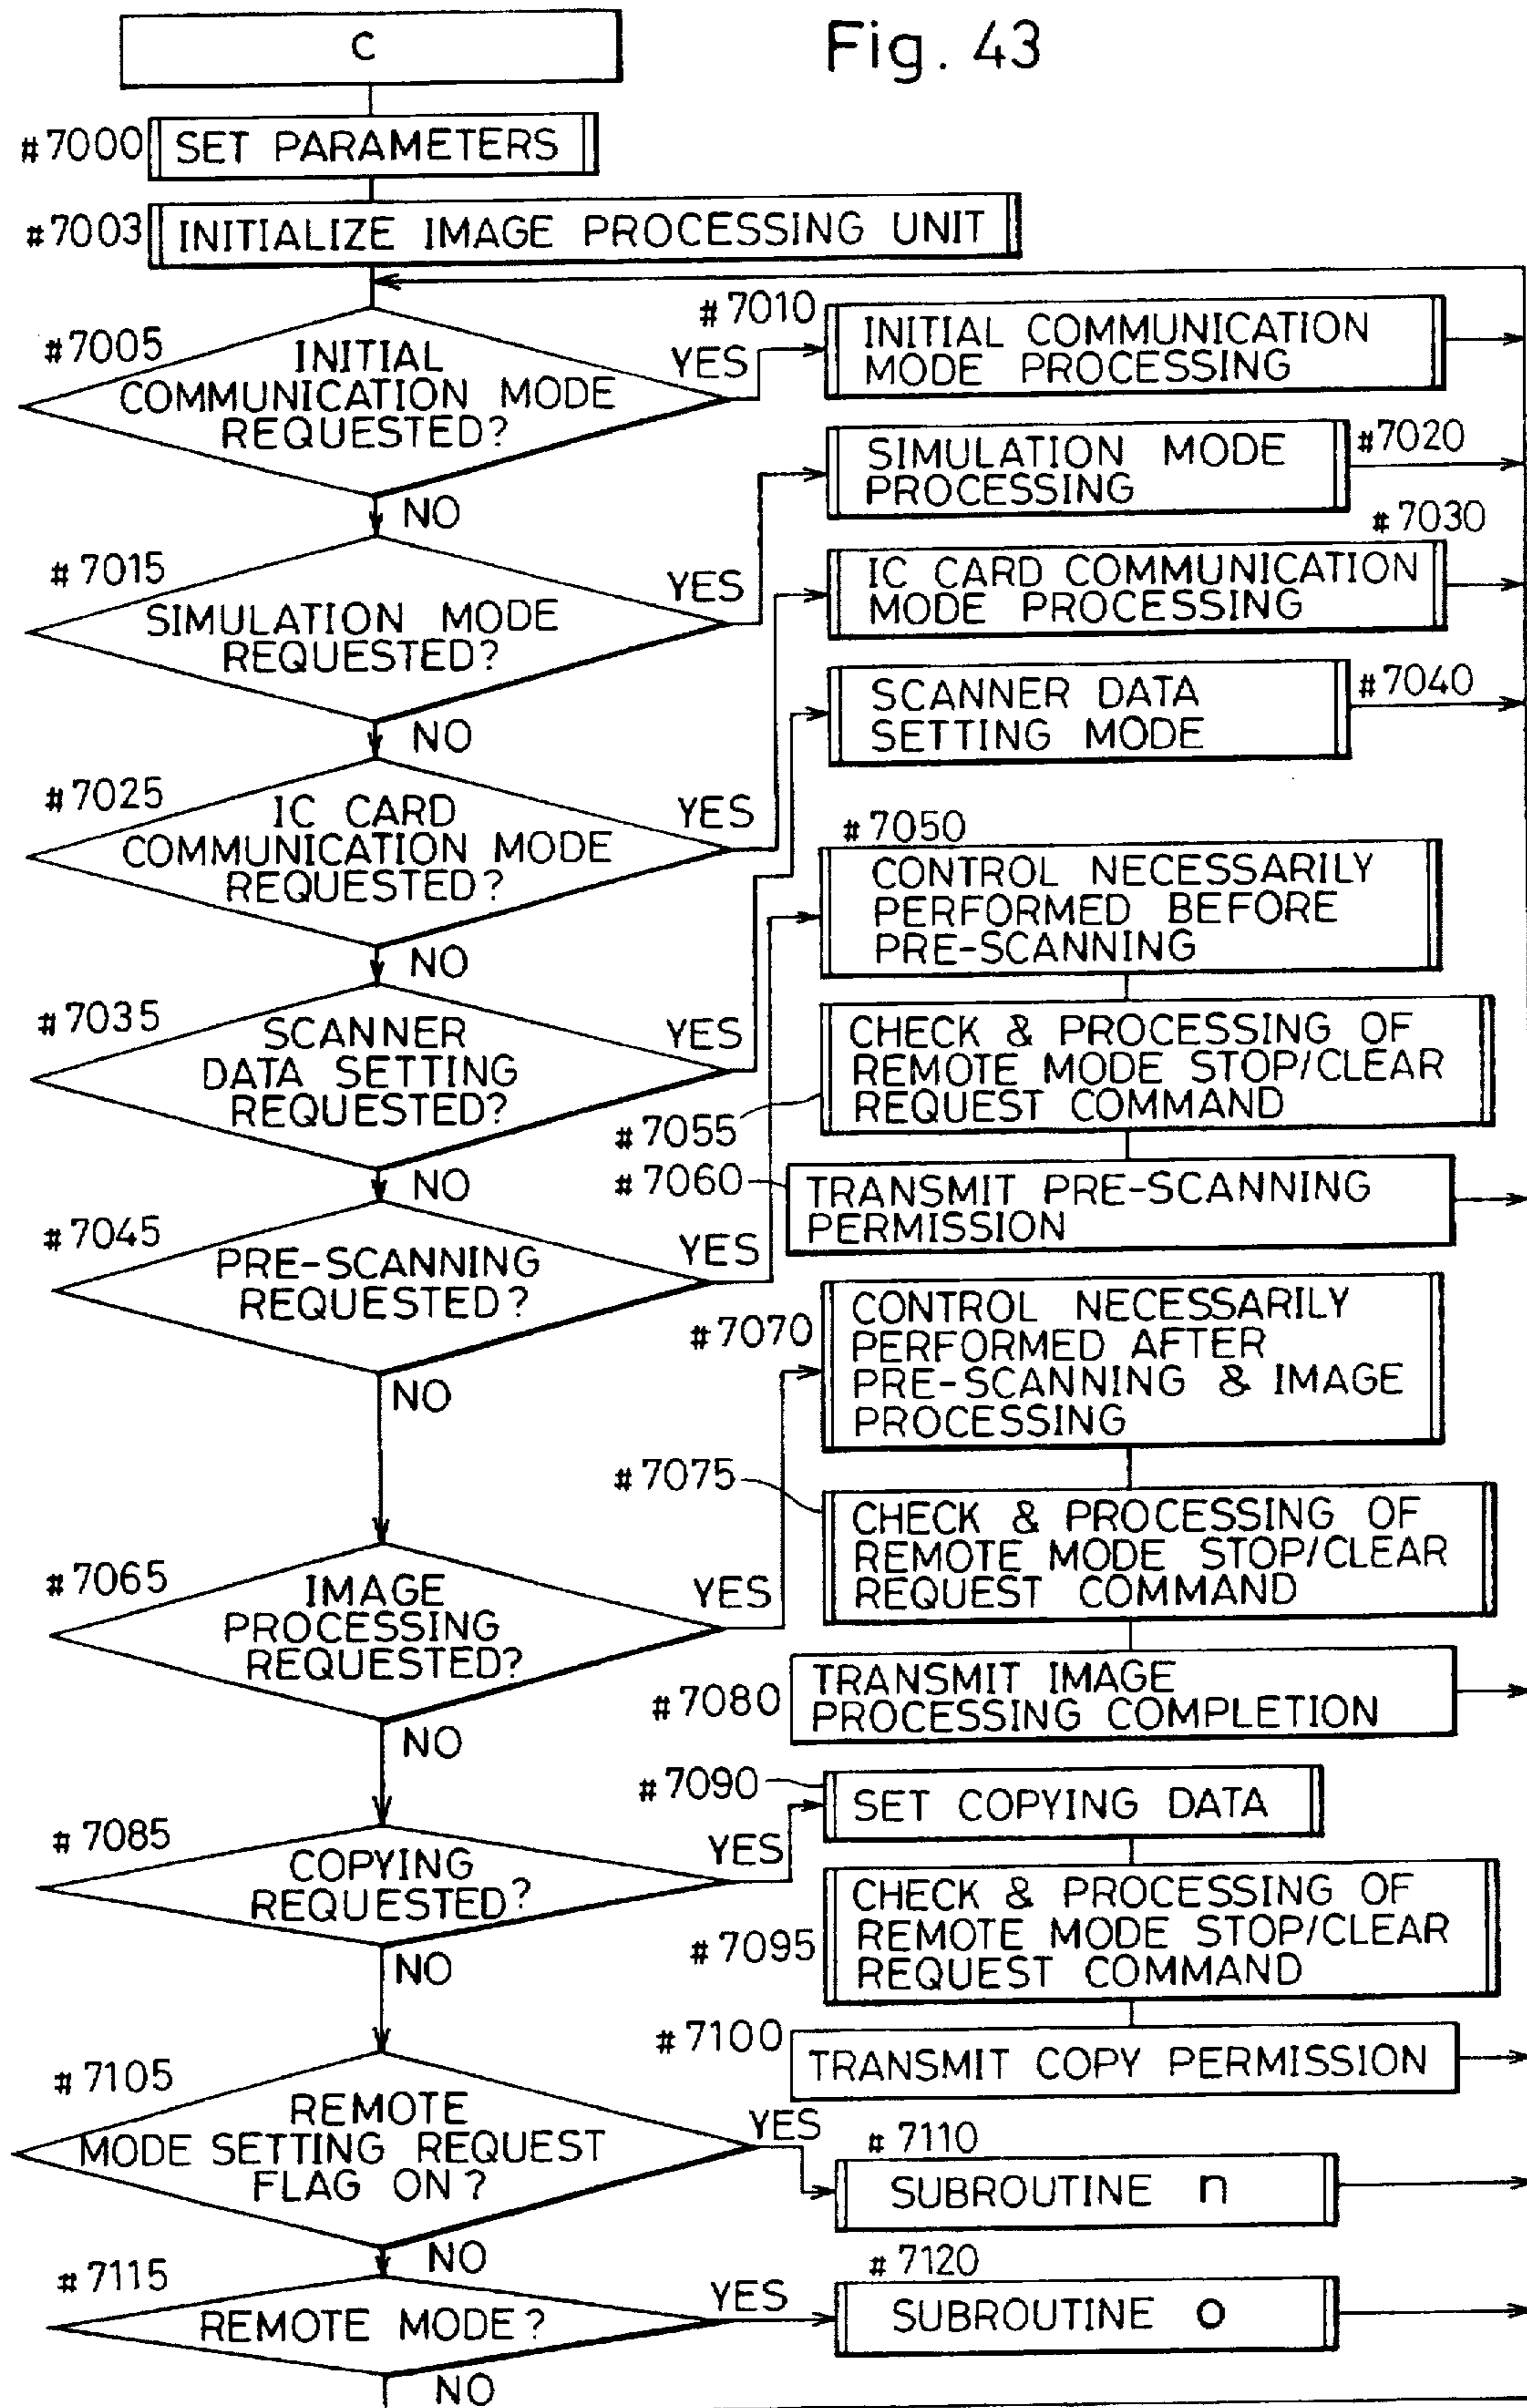 Fig. 43
C
#7000
SET PARAMETERS
#7003
INITIALIZE IMAGE PROCESSING UNIT
#7005
INITIAL
COMMUNICATION MODE
REQUESTED?
YES
NO
#7010
INITIAL COMMUNICATION
MODE PROCESSING
#7015
SIMULATION MODE
REQUESTED?
YES
NO
SIMULATION MODE
PROCESSING
#7020
#7025
IC CARD
COMMUNICATION MODE
REQUESTED?
YES
NO
#7030
IC CARD COMMUNICATION
MODE PROCESSING
#7035
SCANNER
DATA SETTING
REQUESTED?
YES
NO
SCANNER DATA
SETTING MODE
#7040
#7045
PRE-SCANNING
REQUESTED?
YES
NO
#7050
CONTROL NECESSARILY
PERFORMED BEFORE
PRE-SCANNING
#7055
CHECK & PROCESSING OF
REMOTE MODE STOP/CLEAR
REQUEST COMMAND
#7060
TRANSMIT PRE-SCANNING
PERMISSION
#7065
IMAGE
PROCESSING
REQUESTED?
YES
NO
#7070
CONTROL NECESSARILY
PERFORMED AFTER
PRE-SCANNING & IMAGE
PROCESSING
#7075
CHECK & PROCESSING OF
REMOTE MODE STOP/CLEAR
REQUEST COMMAND
#7080
TRANSMIT IMAGE
PROCESSING COMPLETION
#7085
COPYING
REQUESTED?
YES
NO
#7090
SET COPYING DATA
#7095
CHECK & PROCESSING OF
REMOTE MODE STOP/CLEAR
REQUEST COMMAND
#7100
TRANSMIT COPY PERMISSION
#7105
REMOTE
MODE SETTING REQUEST
FLAG ON?
YES
NO
#7110
SUBROUTINE n
#7115
REMOTE MODE?
YES
NO
#7120
SUBROUTINE o